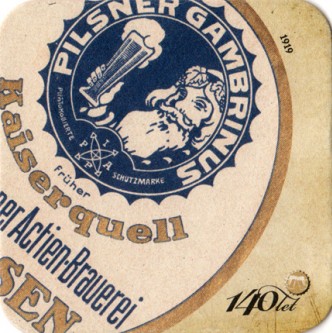 1919
PILSNER GAMBRINUS
SCHUTZMARKE
früher
Kaiserquell
er Actien-Brauerei
SEN
140 let